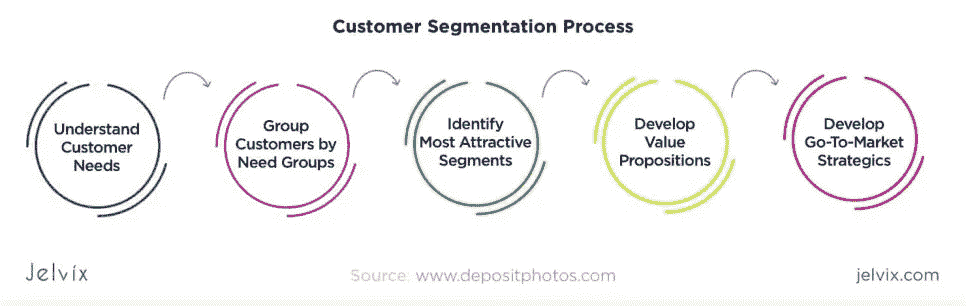 Customer Segmentation Process
Understand
Customer
Needs
Group
Customers by
Need Groups
Identify
Most Attractive
Segments
Develop
Value
Propositions
Develop
Go-To-Market
Strategics
Jelvix
Source: www.depositphotos.com
jelvix.com